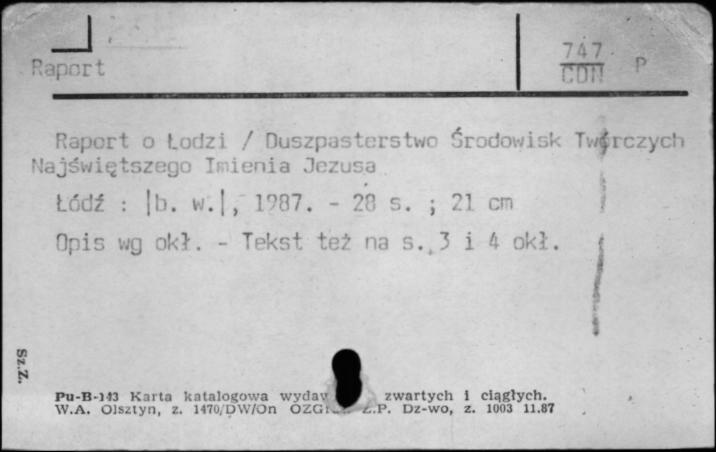 Raport
747
CDN P
Raport o Łodzi / Duszpasterstwo Środowisk Twórczych
Najświętszego Imienia Jezusa
Łódź : |b. w.|, 1987. - 28 s. ; 21 cm
Opis wg okł. - Tekst też na s. 3 i 4 okł.
Sz.Z.
Pu-B-143 Karta katalogowa zwartych i ciągłych.
W.A. Olsztyn, z. 1470/DW/On Z.P. Dz-wo, z. 1003 11.87